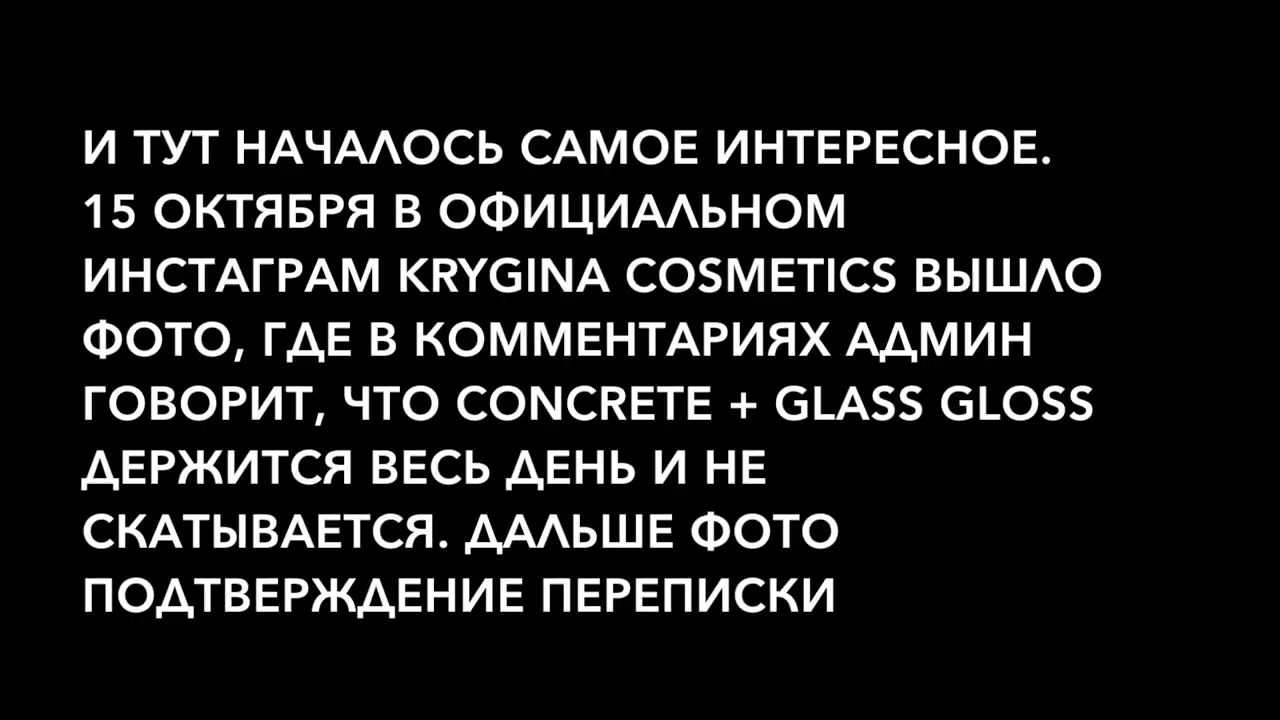 И ТУТ НАЧАЛОСЬ САМОЕ ИНТЕРЕСНОЕ.
15 ОКТЯБРЯ В ОФИЦИАЛЬНОМ
ИНСТАГРАМ KRYGINA COSMETICS ВЫШЛО
ФОТО, ГДЕ В КОММЕНТАРИЯХ АДМИН
ГОВОРИТ, ЧТО CONCRETE + GLASS GLOSS
ДЕРЖИТСЯ ВЕСЬ ДЕНЬ И НЕ
СКАТЫВАЕТСЯ. ДАЛЬШЕ ФОТО
ПОДТВЕРЖДЕНИЕ ПЕРЕПИСКИ